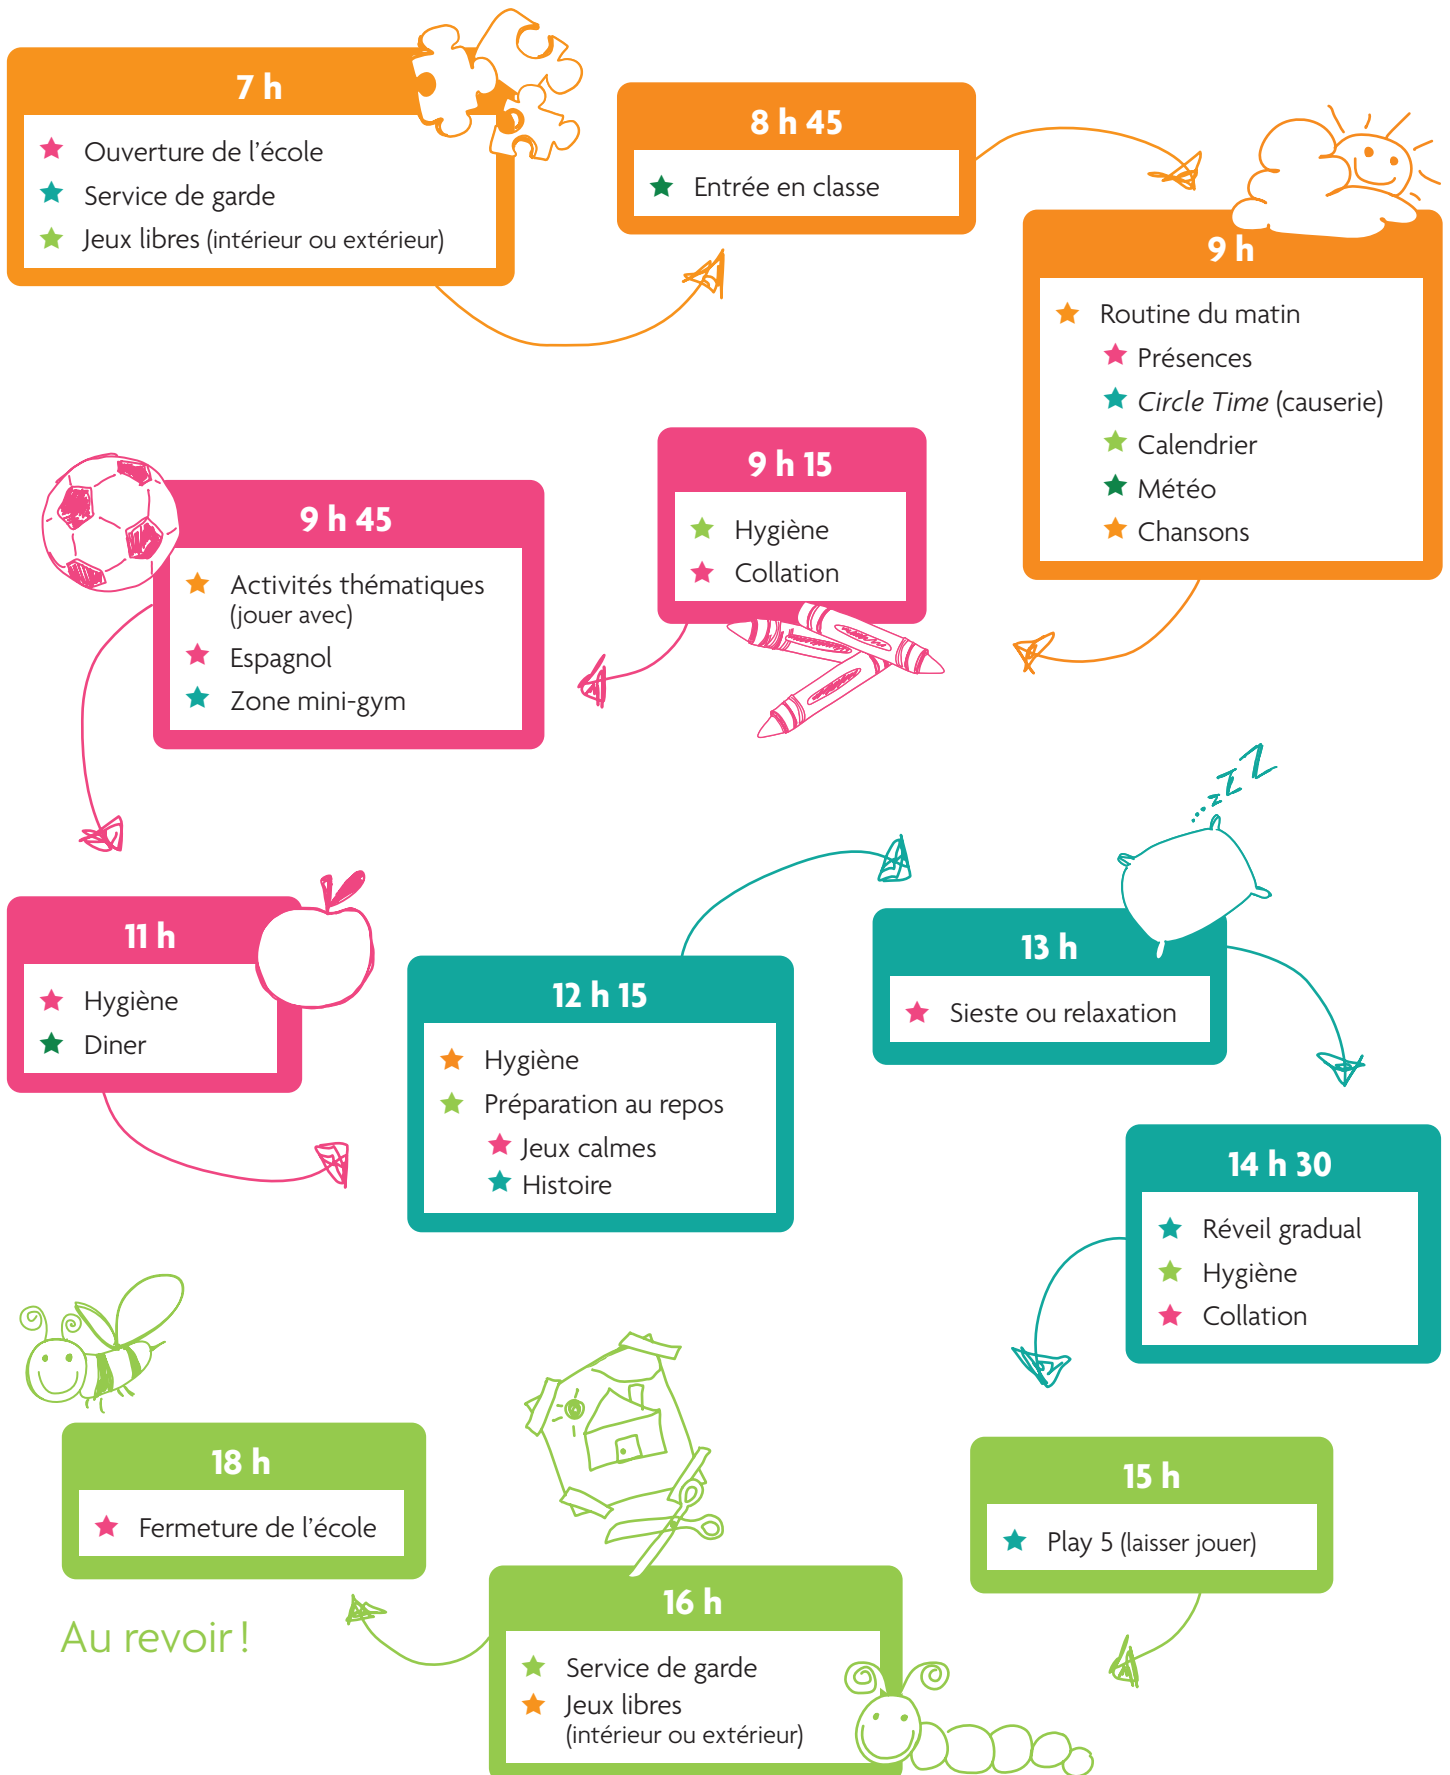 7 h
Ouverture de l'école
Service de garde
Jeux libres (intérieur ou extérieur)
8 h 45
Entrée en classe
9 h
Routine du matin
Présences
Circle Time (causerie)
Calendrier
Météo
Chansons
9 h 15
Hygiène
Collation
9 h 45
Activités thématiques
(jouer avec)
Espagnol
Zone mini-gym
11 h
Hygiène
Diner
12 h 15
Hygiène
Préparation au repos
Jeux calmes
Histoire
zzZ
13 h
Sieste ou relaxation
14 h 30
Réveil gradual
Hygiène
Collation
15 h
Play 5 (laisser jouer)
16 h
Service de garde
Jeux libres
(intérieur ou extérieur)
18 h
Fermeture de l'école
Au revoir !